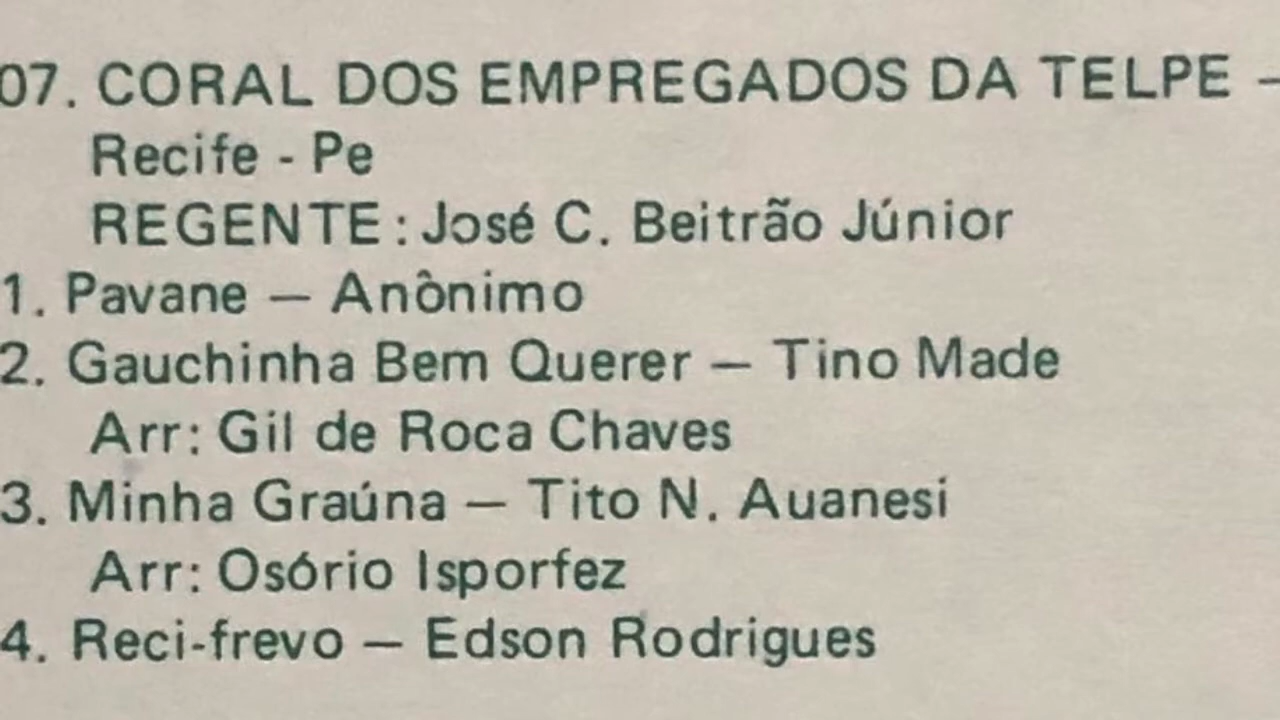 07. CORAL DOS EMPREGADOS DA TELPE –
Recife - Pe
REGENTE: José C. Beitrão Júnior
1. Pavane – Anônimo
2. Gauchinha Bem Querer – Tino Made
Arr: Gil de Roca Chaves
3. Minha Graúna – Tito N. Auanesi
Arr: Osório Isporfez
4. Reci-frevo – Edson Rodrigues